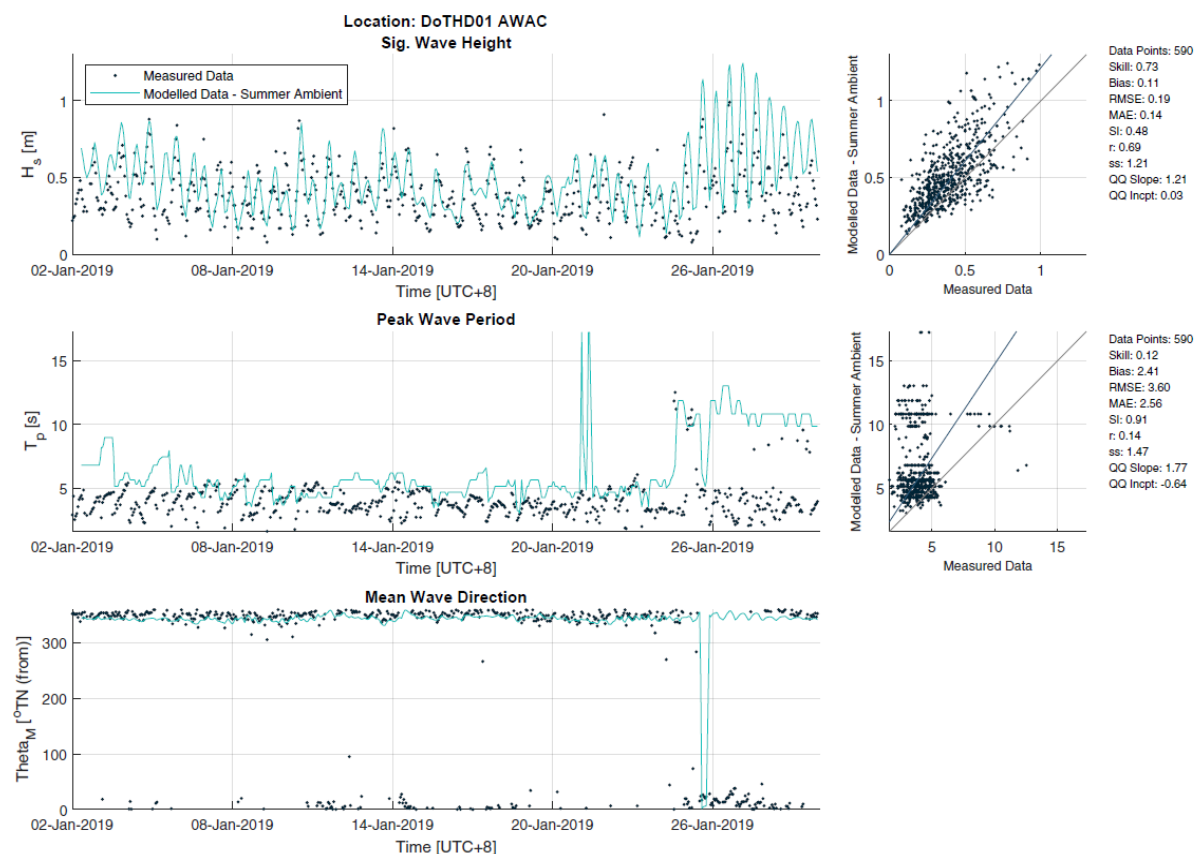 Location: DoTHD01 AWAC
Sig. Wave Height
Measured Data
Modelled Data - Summer Ambient
H_s [m]
1
0.5
0
02-Jan-2019 08-Jan-2019 14-Jan-2019 20-Jan-2019 26-Jan-2019
Time [UTC+8]
Modelled Data - Summer Ambient
1
0.5
0
0 0.5 1
Measured Data
Data Points: 590
Skill: 0.73
Bias: 0.11
RMSE: 0.19
MAE: 0.14
SI: 0.48
r: 0.69
ss: 1.21
QQ Slope: 1.21
QQ Incpt: 0.03
Peak Wave Period
T_p [s]
15
10
5
02-Jan-2019 08-Jan-2019 14-Jan-2019 20-Jan-2019 26-Jan-2019
Time [UTC+8]
Modelled Data - Summer Ambient
15
10
5
5 10 15
Measured Data
Data Points: 590
Skill: 0.12
Bias: 2.41
RMSE: 3.60
MAE: 2.56
SI: 0.91
r: 0.14
ss: 1.47
QQ Slope: 1.77
QQ Incpt: -0.64
Mean Wave Direction
Theta_M [°TN (from)]
300
200
100
0
02-Jan-2019 08-Jan-2019 14-Jan-2019 20-Jan-2019 26-Jan-2019
Time [UTC+8]